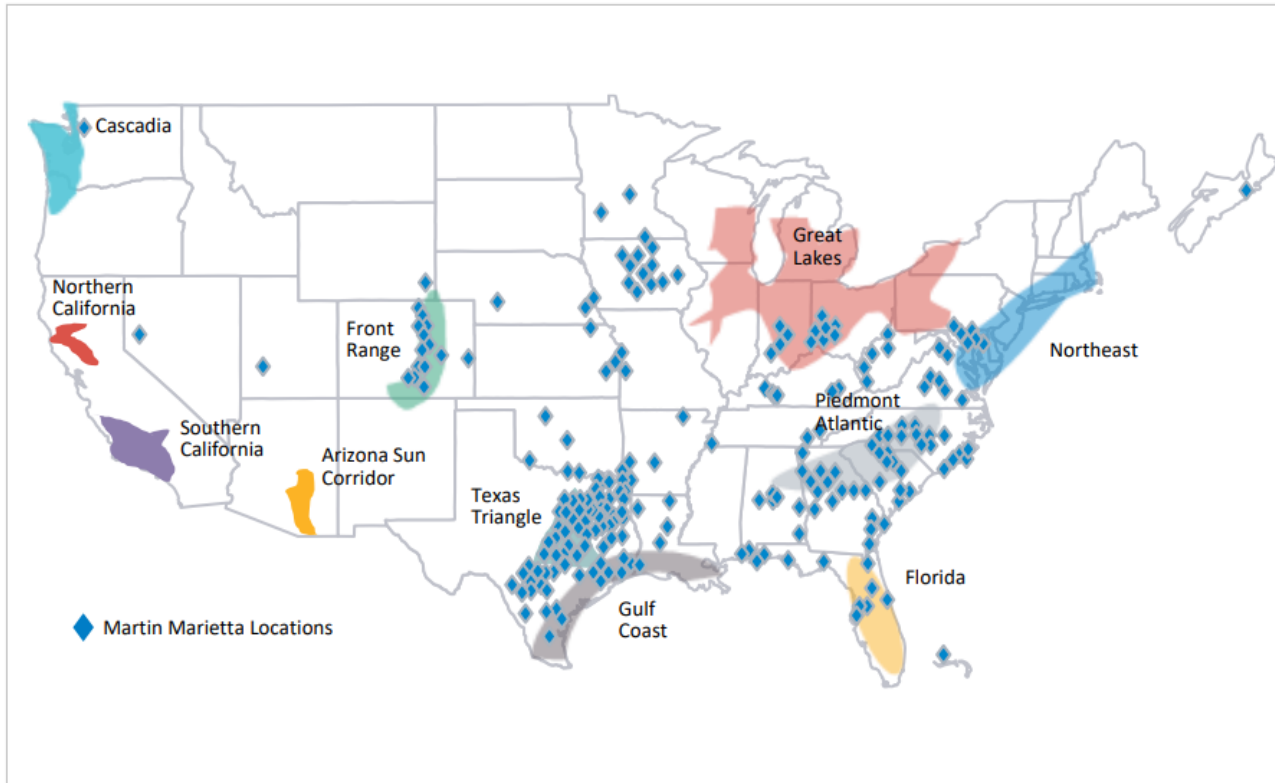 Cascadia
Northern
California
Front
Range
Great
Lakes
Northeast
Southern
California
Arizona Sun
Corridor
Texas
Triangle
Piedmont
Atlantic
Gulf
Coast
Florida
Martin Marietta Locations